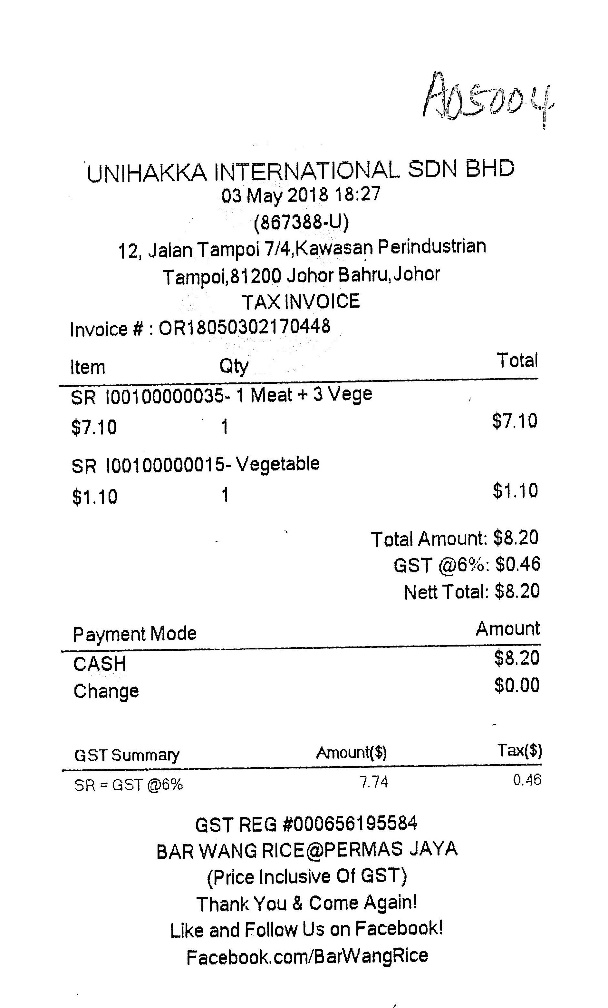 A05004
UNIHAKKA INTERNATIONAL SDN BHD
03 May 2018 18:27
(867388-U)
12, Jalan Tampoi 7/4,Kawasan Perindustrian
Tampoi,81200 Johor Bahru,Johor
TAX INVOICE
Invoice # : OR18050302170448
Item Qty Total
SR I00100000035- 1 Meat + 3 Vege
$7.10 1 $7.10
SR I00100000015- Vegetable
$1.10 1 $1.10
Total Amount: $8.20
GST @6%: $0.46
Nett Total: $8.20
Payment Mode Amount
CASH $8.20
Change $0.00
GST Summary Amount($) Tax($)
SR = GST @6% 7.74 0.46
GST REG #000656195584
BAR WANG RICE@PERMAS JAYA
(Price Inclusive Of GST)
Thank You & Come Again!
Like and Follow Us on Facebook!
Facebook.com/BarWangRice